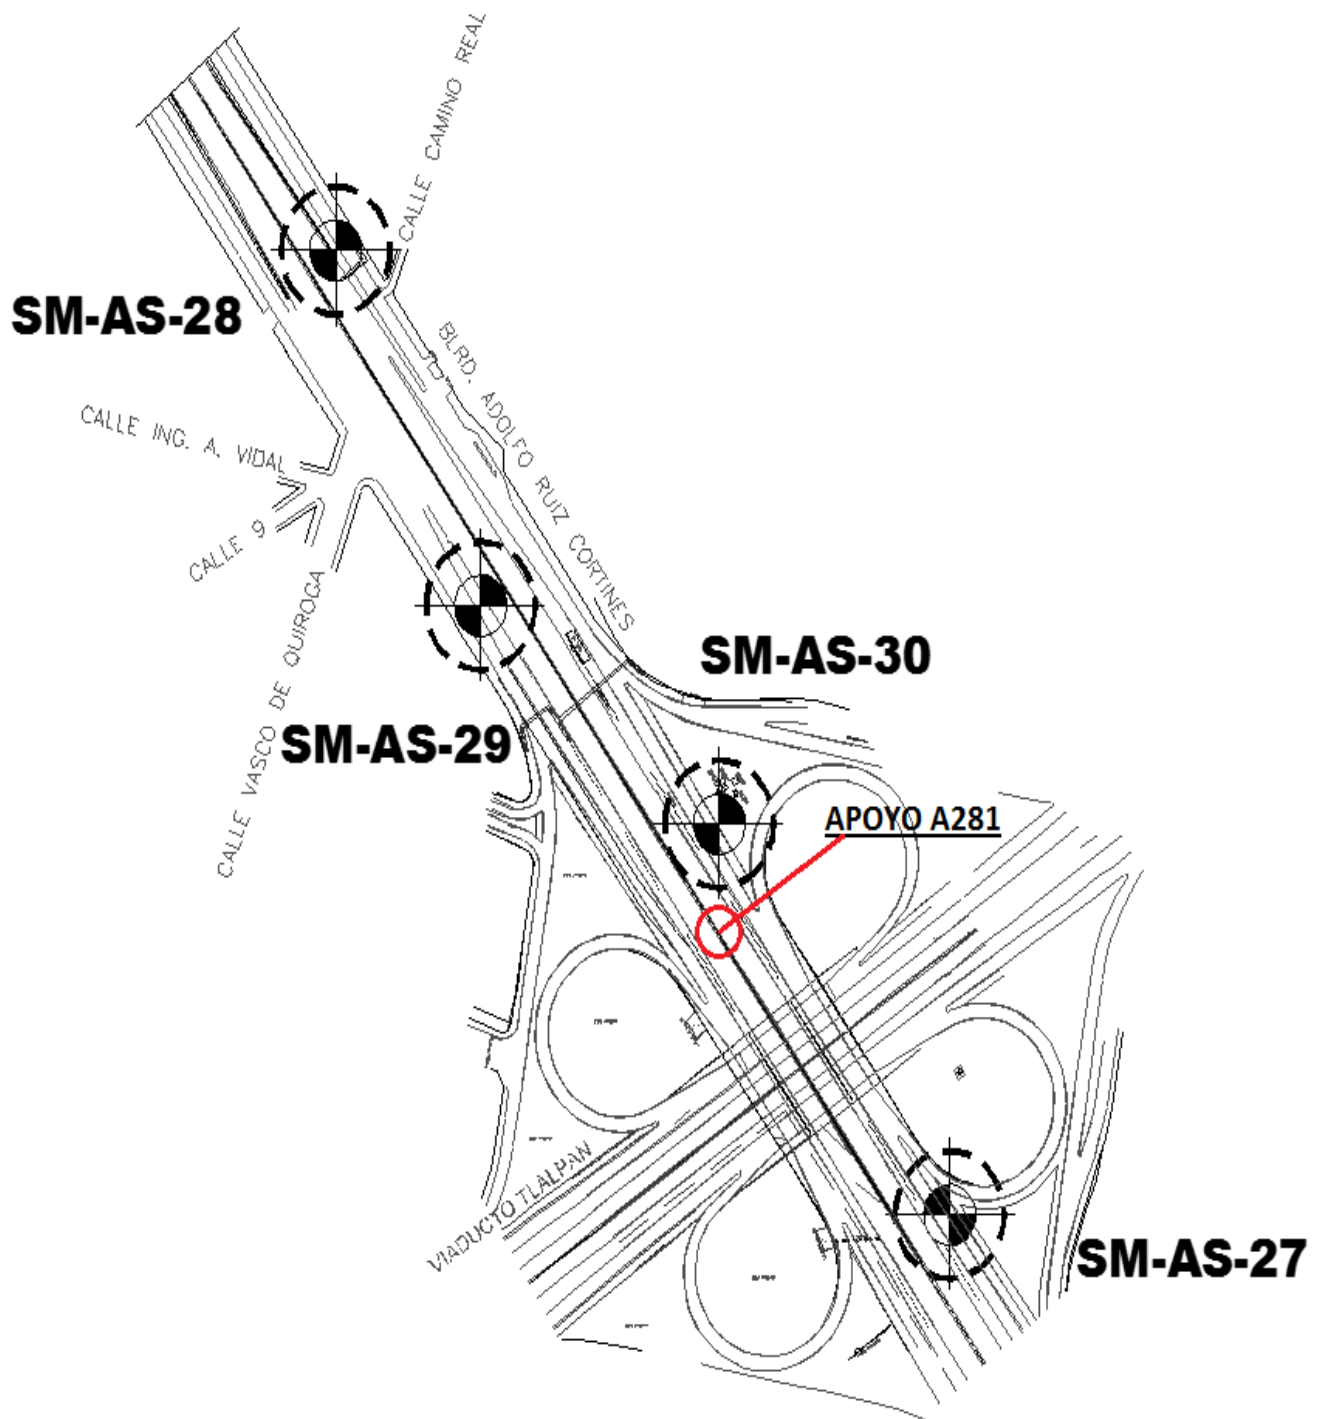 CALLE CAMINO REAL
SM-AS-28
BLRD. ADOLFO RUIZ CORTINES
CALLE ING. A. VIDAL
CALLE 9
CALLE VASCO DE QUIROGA
SM-AS-30
SM-AS-29
APOYO A281
VIADUCTO TLALPAN
SM-AS-27